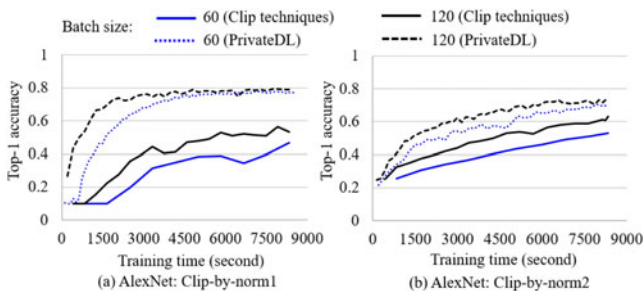 Batch size:
60 (Clip techniques)
120 (Clip techniques)
60 (PrivateDL)
120 (PrivateDL)
Top-1 accuracy
1
0.8
0.6
0.4
0.2
0
0 1500 3000 4500 6000 7500 9000
Training time (second)
(a) AlexNet: Clip-by-norm1
Top-1 accuracy
1
0.8
0.6
0.4
0.2
0
0 1500 3000 4500 6000 7500 9000
Training time (second)
(b) AlexNet: Clip-by-norm2